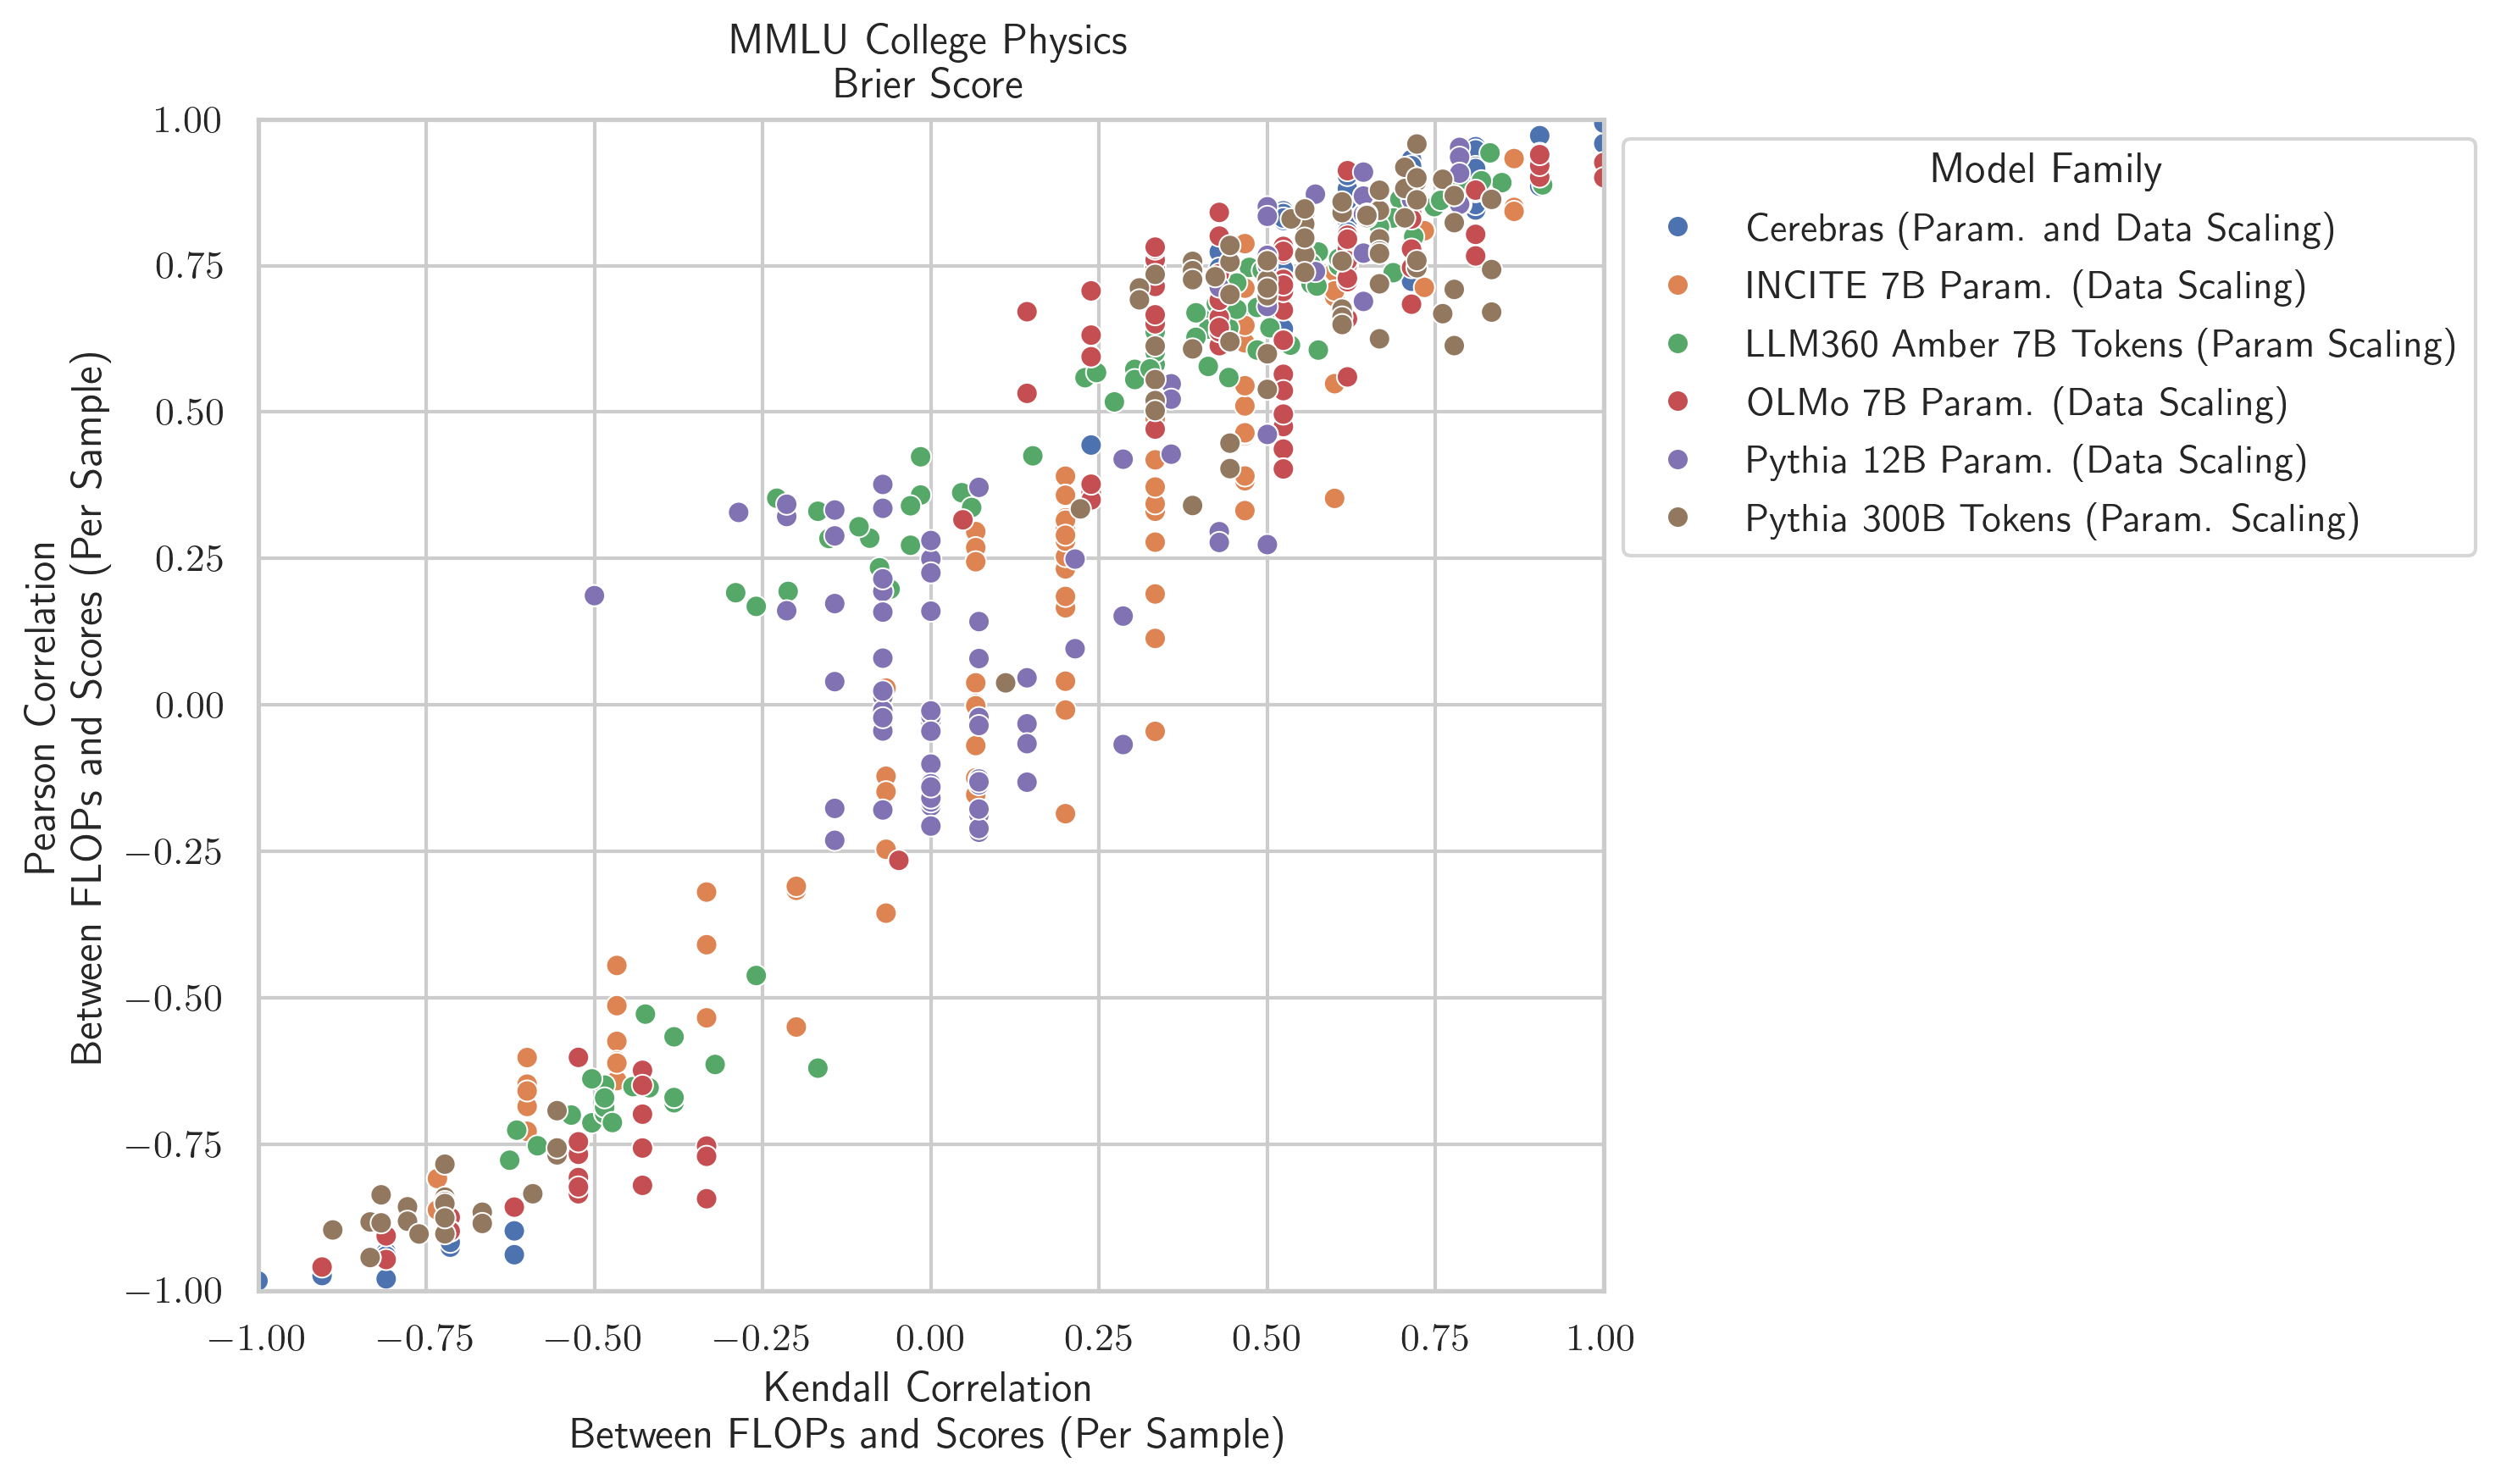 MMLU College Physics
Brier Score
Pearson Correlation
Between FLOPs and Scores (Per Sample)
1.00
0.75
0.50
0.25
0.00
−0.25
−0.50
−0.75
−1.00
−1.00 −0.75 −0.50 −0.25 0.00 0.25 0.50 0.75 1.00
Kendall Correlation
Between FLOPs and Scores (Per Sample)
Model Family
Cerebras (Param. and Data Scaling)
INCITE 7B Param. (Data Scaling)
LLM360 Amber 7B Tokens (Param Scaling)
OLMo 7B Param. (Data Scaling)
Pythia 12B Param. (Data Scaling)
Pythia 300B Tokens (Param. Scaling)